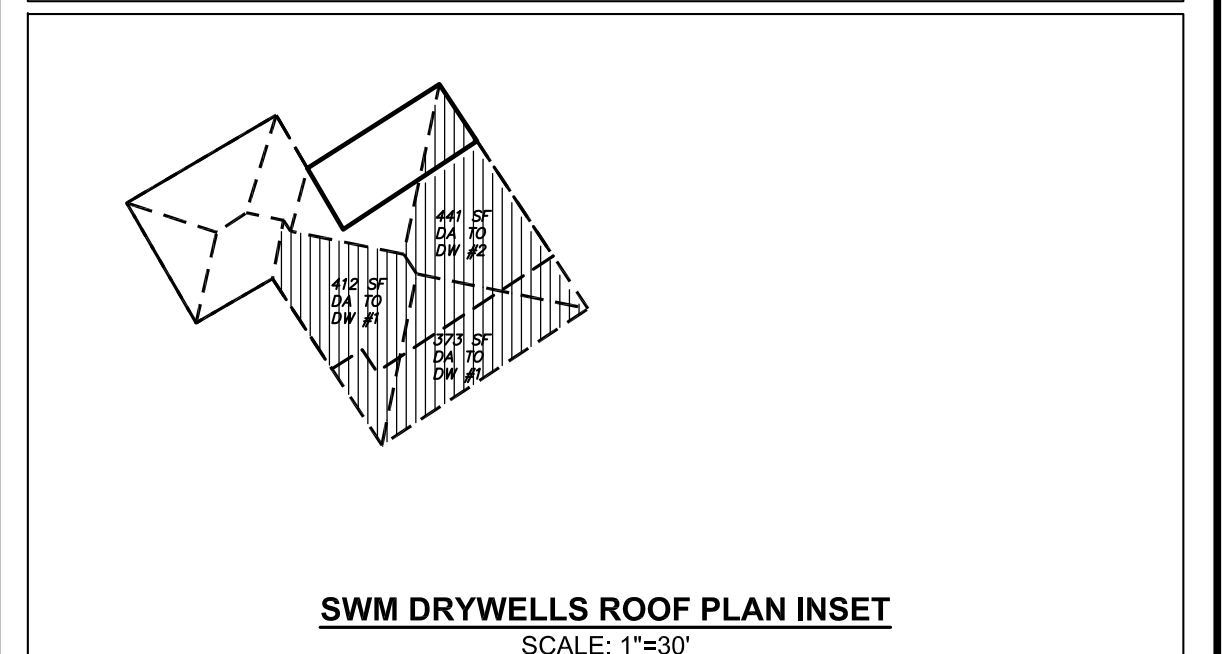 441 SF
DA TO
DW #2
412 SF
DA TO
DW #1
373 SF
DA TO
DW #1
SWM DRYWELLS ROOF PLAN INSET
SCALE: 1"=30'